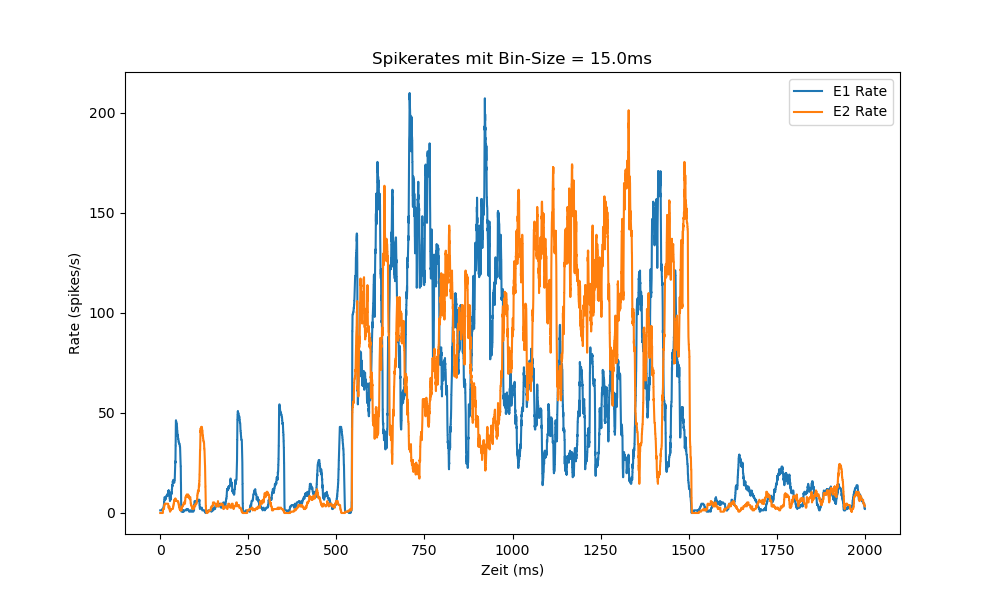 Spikerates mit Bin-Size = 15.0ms
E1 Rate
E2 Rate
200
150
100
50
0
Rate (spikes/s)
0 250 500 750 1000 1250 1500 1750 2000
Zeit (ms)